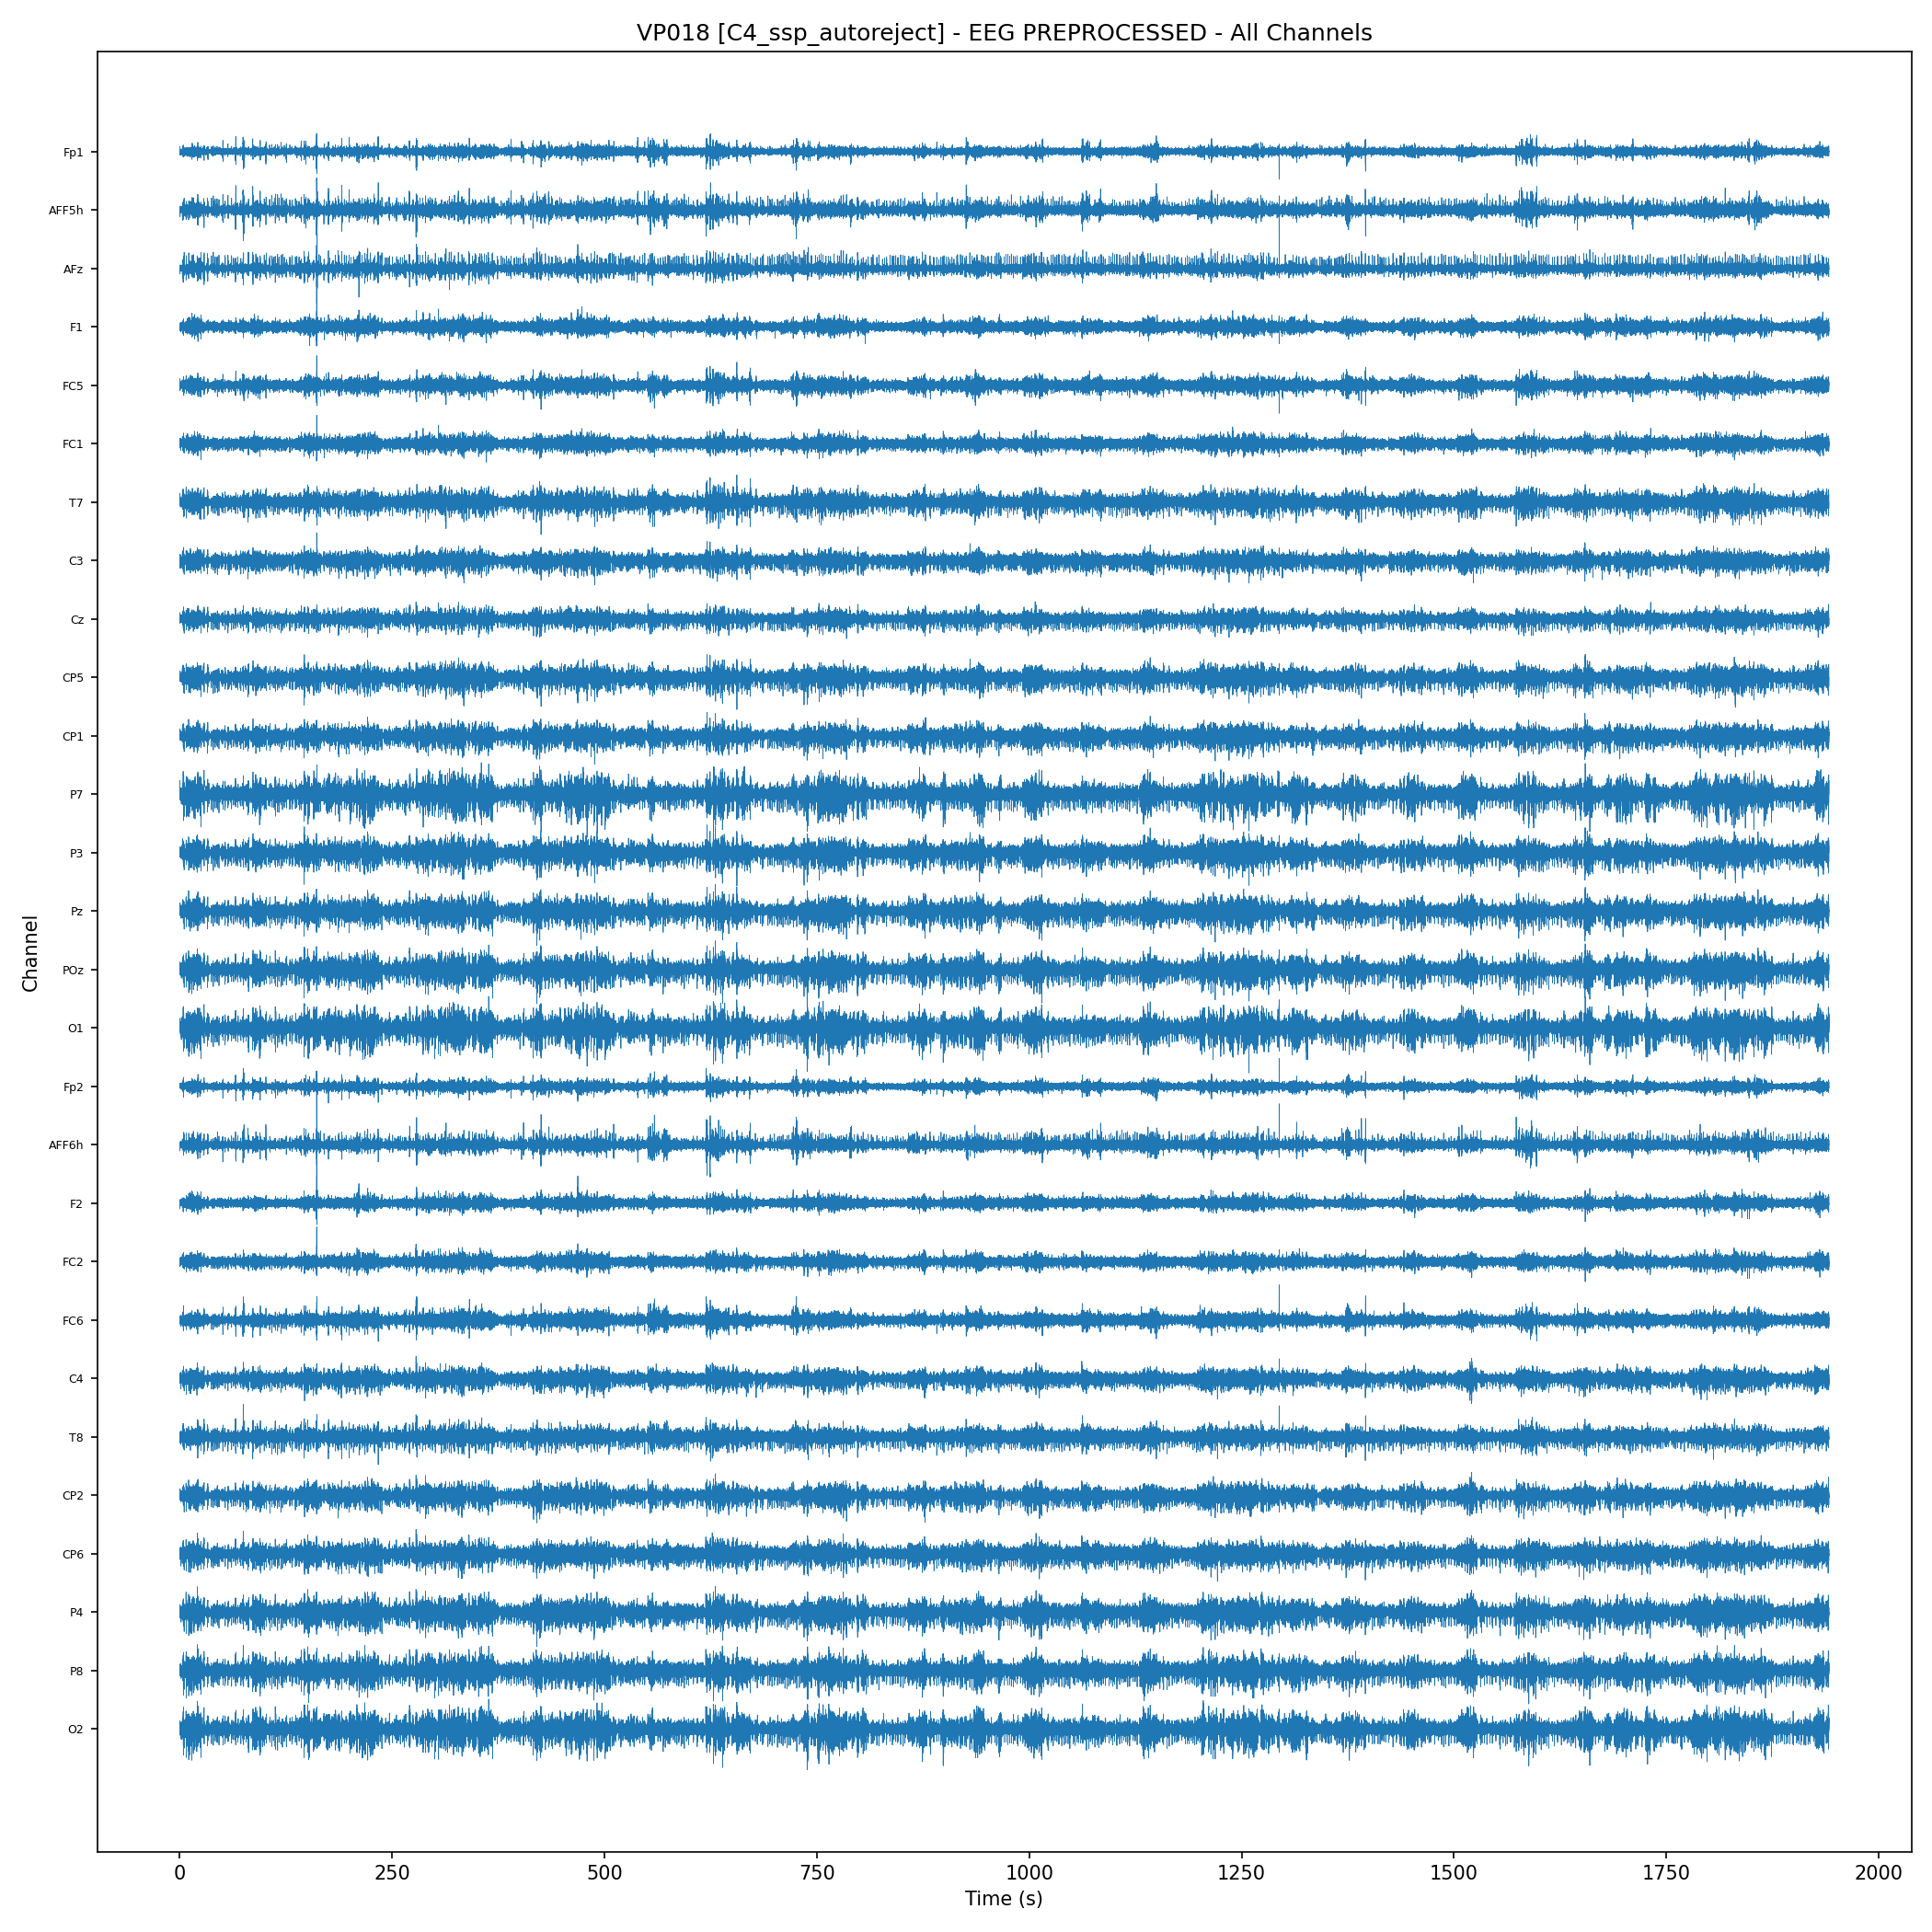 VP018 [C4_ssp_autoreject] - EEG PREPROCESSED - All Channels
Fp1
AFF5h
AFz
F1
FC5
FC1
T7
C3
Cz
CP5
CP1
P7
P3
Pz
POz
O1
Fp2
AFF6h
F2
FC2
FC6
C4
T8
CP2
CP6
P4
P8
O2
Channel
0 250 500 750 1000 1250 1500 1750 2000
Time (s)